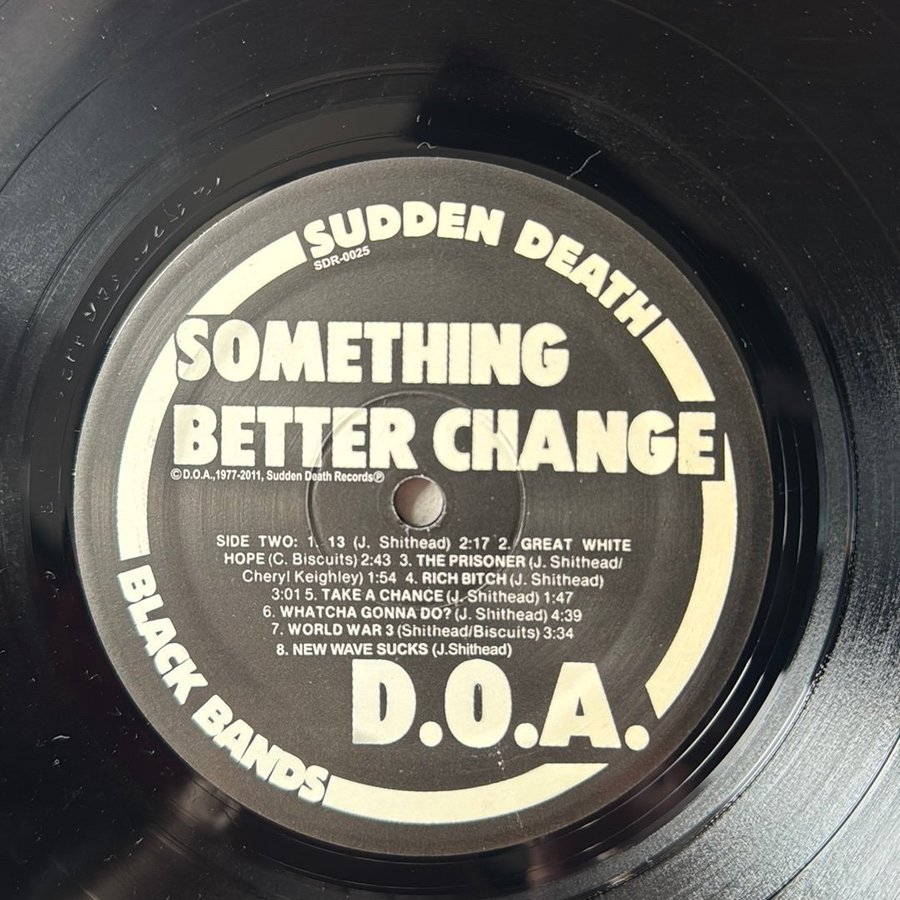 SUDDEN DEATH
SDR-0025
SOMETHING
BETTER CHANGE
©D.O.A.,1977-2011, Sudden Death Records℗
SIDE TWO: 1. 13 (J. Shithead) 2:17 2. GREAT WHITE
HOPE (C. Biscuits) 2:43 3. THE PRISONER (J. Shithead/
Cheryl Keighley) 1:54 4. RICH BITCH (J. Shithead)
3:01 5. TAKE A CHANCE (J. Shithead) 1:47
6. WHATCHA GONNA DO? (J. Shithead) 4:39
7. WORLD WAR 3 (Shithead/Biscuits) 3:34
8. NEW WAVE SUCKS (J.Shithead)
D.O.A.
BLACK BANDS